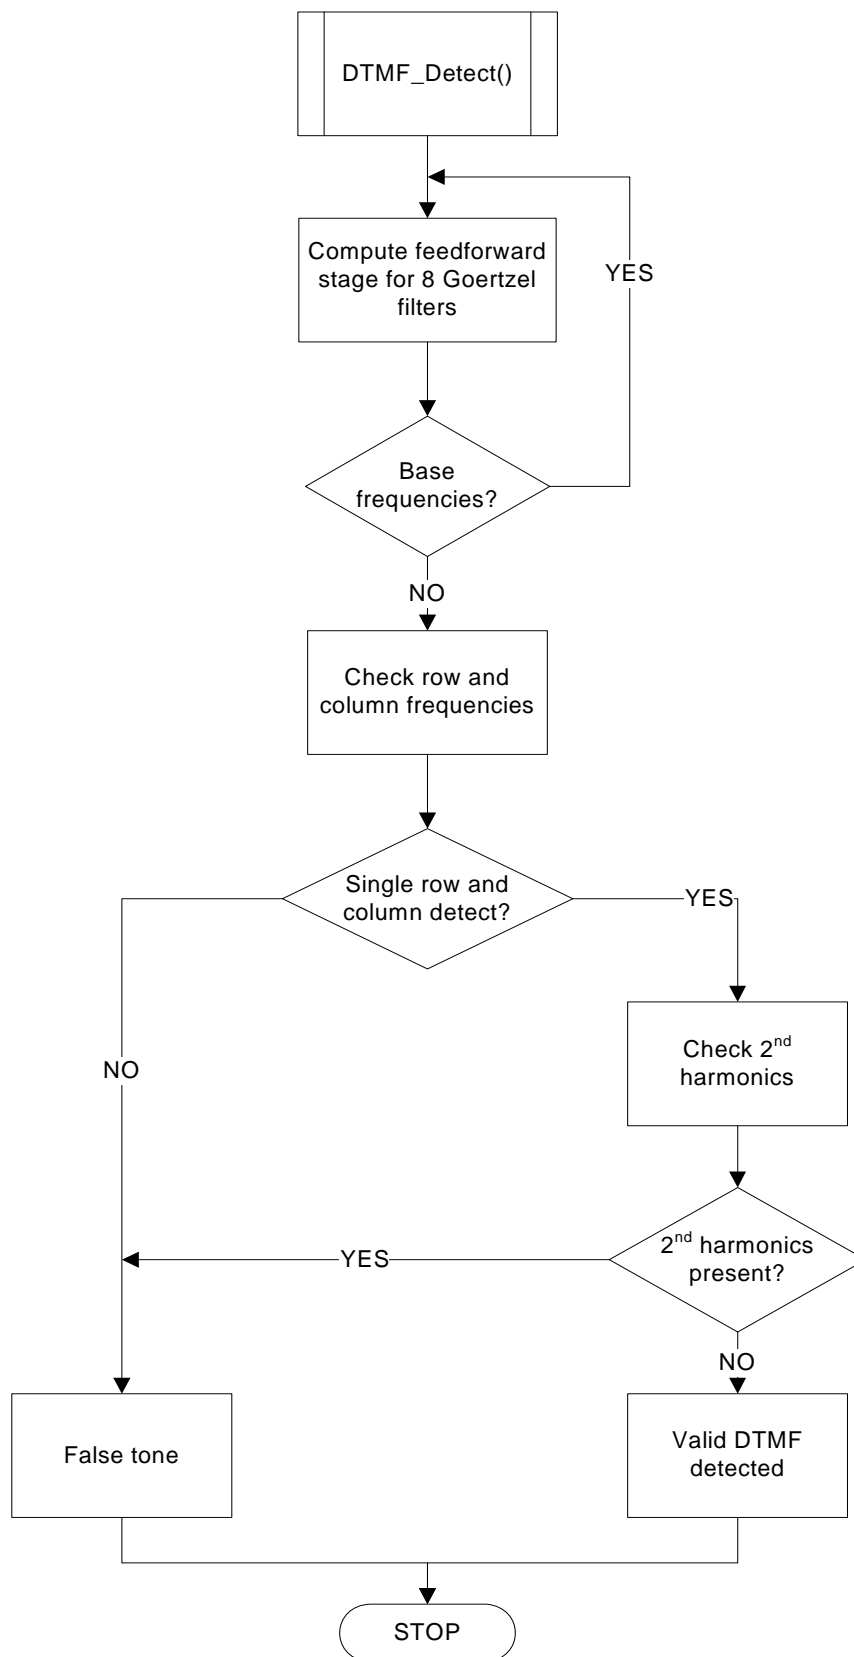 DTMF_Detect()
Compute feedforward
stage for 8 Goertzel
filters
YES
Base
frequencies?
NO
Check row and
column frequencies
Single row and
column detect?
YES
NO
Check 2nd
harmonics
2nd harmonics
present?
YES
NO
False tone
Valid DTMF
detected
STOP